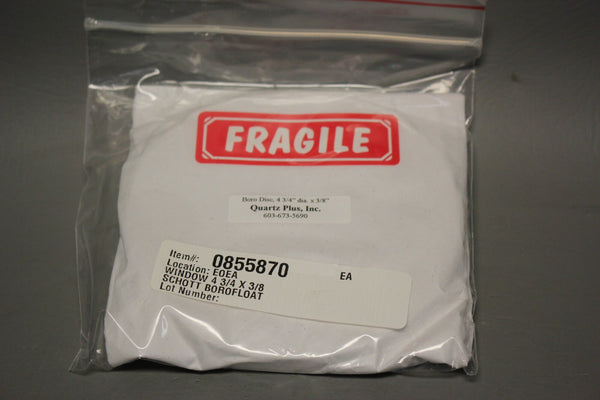 FRAGILE
Boro Disc, 4 3/4" dia. x 3/8"
Quartz Plus, Inc.
603-673-5690
Item#: 0855870 EA
Location: E0EA
WINDOW 4 3/4 X 3/8
SCHOTT BOROFLOAT
Lot Number: